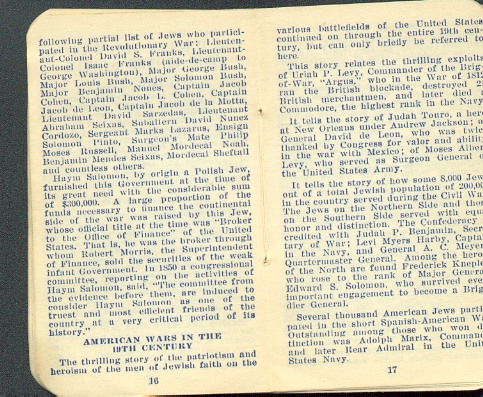 following partial list of Jews who partici-
pated in the Revolutionary War: Lieuten-
ant-Colonel David S. Franks, Lieutenant-
Colonel Isaac Franks (aide-de-camp to
George Washington), Major George Bush,
Major Louis Bush, Major Solomon Bush,
Major Benjamin Nones, Captain Jacob
Cohen, Captain Jacob I. Cohen, Captain
Jacob de Leon, Captain Jacob de la Motta,
Lieutenant David Sarzedas, Lieutenant
Abraham Seixas, Subaltern David Nunez
Cordozo, Sergeant Marks Lazarus, Ensign
Solomon Pinto, Surgeon's Mate Philip
Moses Russell, Manuel Mordecai Noah,
Benjamin Mendes Seixas, Mordecai Sheftall
and countless others.
Haym Salomon, by origin a Polish Jew,
furnished this Government at the time of
its great need with the considerable sum
of $300,000. A large proportion of the
funds necessary to finance the continental
side of the war was raised by this Jew,
whose official title at the time was "Broker
to the Office of Finance" of the United
States. That is, he was the broker through
whom Robert Morris, the Superintendent
of Finance, sold the securities of the weak
infant Government. In 1850 a congressional
committee, reporting on the activities of
Haym Salomon, said, "The committee from
the evidence before them, are induced to
consider Haym Salomon as one of the
truest and most efficient friends of the
country at a very critical period of its
history."
AMERICAN WARS IN THE
19TH CENTURY
The thrilling story of the patriotism and
heroism of the men of Jewish faith on the
16
various battlefields of the United States
continued on through the entire 19th cen-
tury, but can only briefly be referred to
here.
This story relates the thrilling exploits
of Uriah P. Levy, Commander of the Brig-
of-War, "Argus," who in the War of 1812
ran the British blockade, destroyed 2
British merchantmen, and later died a
Commodore, the highest rank in the Navy
It tells the story of Judah Touro, a hero
at New Orleans under Andrew Jackson; o
General David de Leon, who was twice
thanked by Congress for valor and ability
in the war with Mexico; of Moses Albert
Levy, who served as Surgeon General o
the United States Army.
It tells the story of how some 8,000 Jew
out of a total Jewish population of 200,00
in the country served during the Civil War
The Jews on the Northern Side and thos
on the Southern Side served with equa
honor and distinction. The Confederacy
credited with Judah P. Benjamin, Secre
tary of War; Levi Myers Harby, Captai
in the Navy, and General A. C. Meyer
Quartermaster General. Among the heroe
of the North are found Frederick Knefle
who rose to the rank of Major Genera
Edward S. Solomon, who survived ever
important engagement to become a Briga
dier General.
Several thousand American Jews partic
pated in the short Spanish-American Wa
Outstanding among those who won d
tinction was Adolph Marix, Comman
and later Rear Admiral in the Unit
States Navy.
17